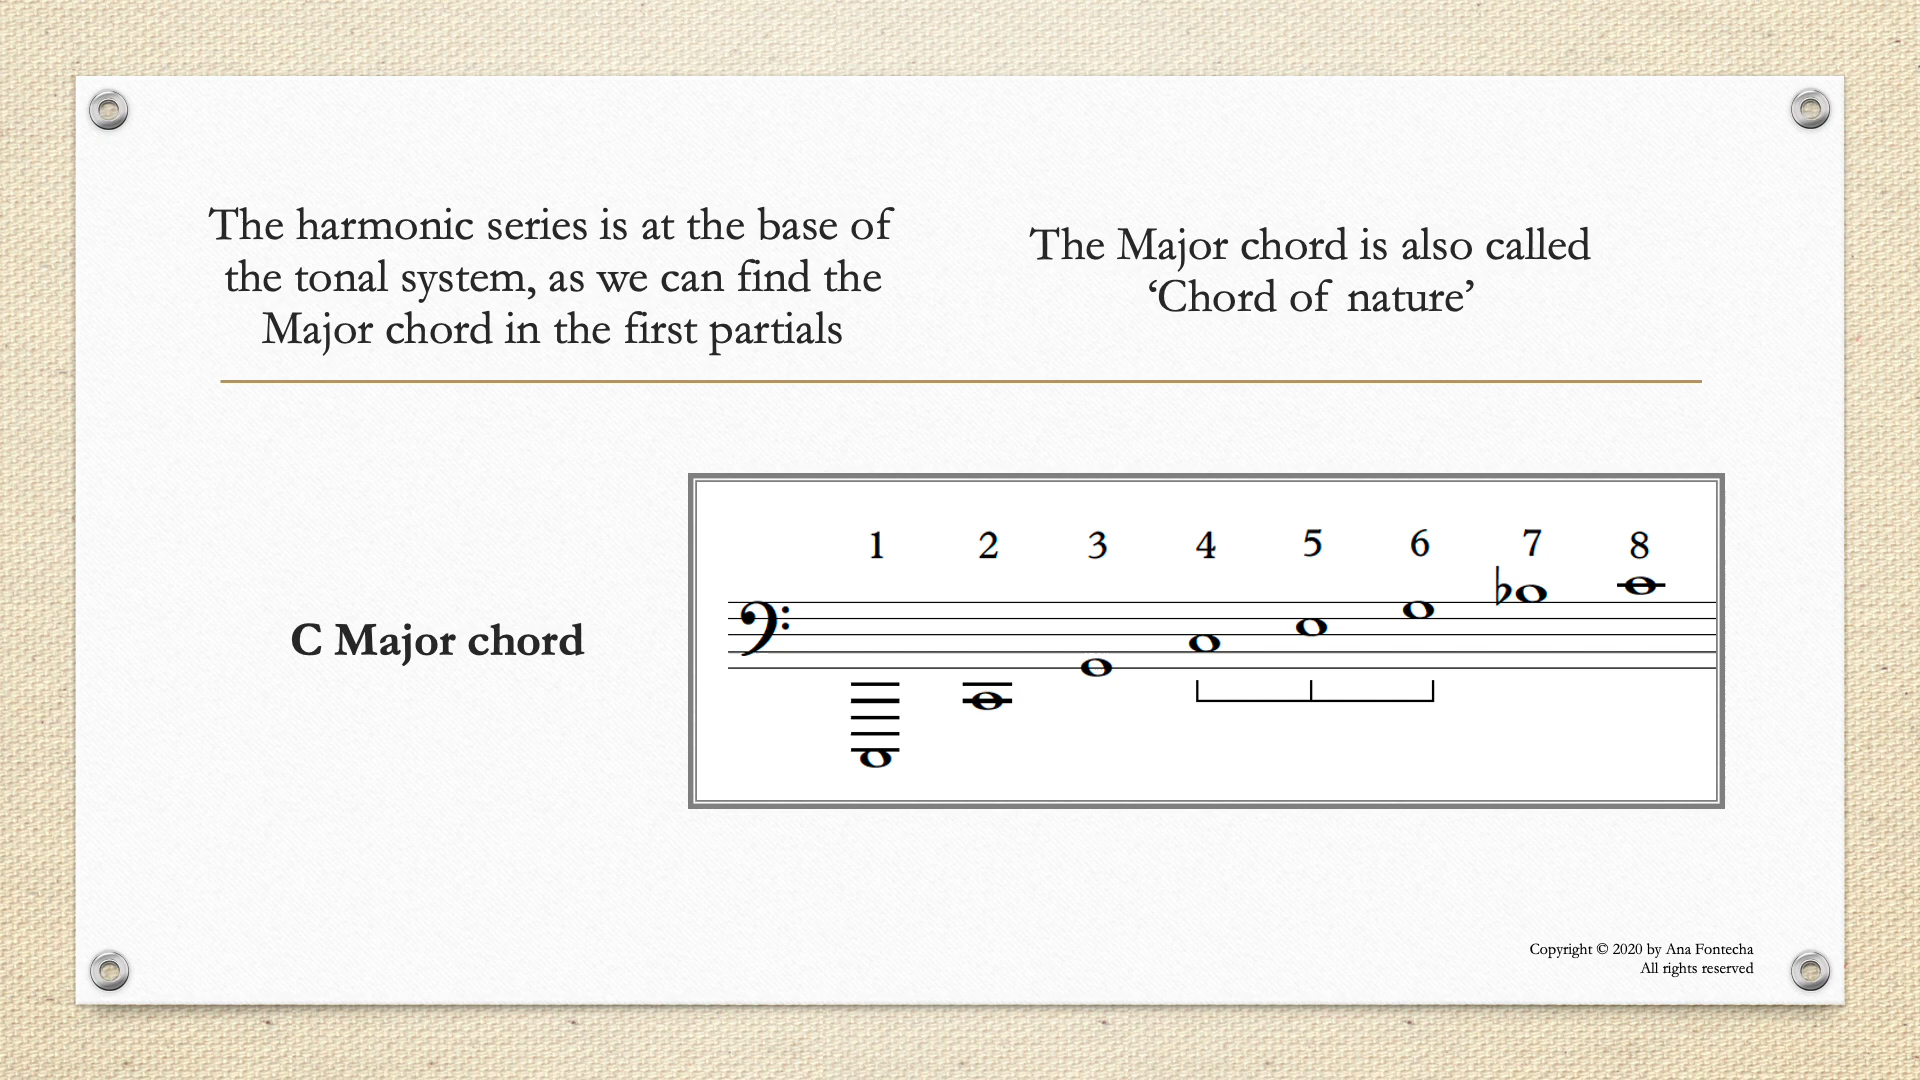 The harmonic series is at the base of
the tonal system, as we can find the
Major chord in the first partials
The Major chord is also called
‘Chord of nature’
C Major chord
1 2 3 4 5 6 7 8
Copyright © 2020 by Ana Fontecha
All rights reserved